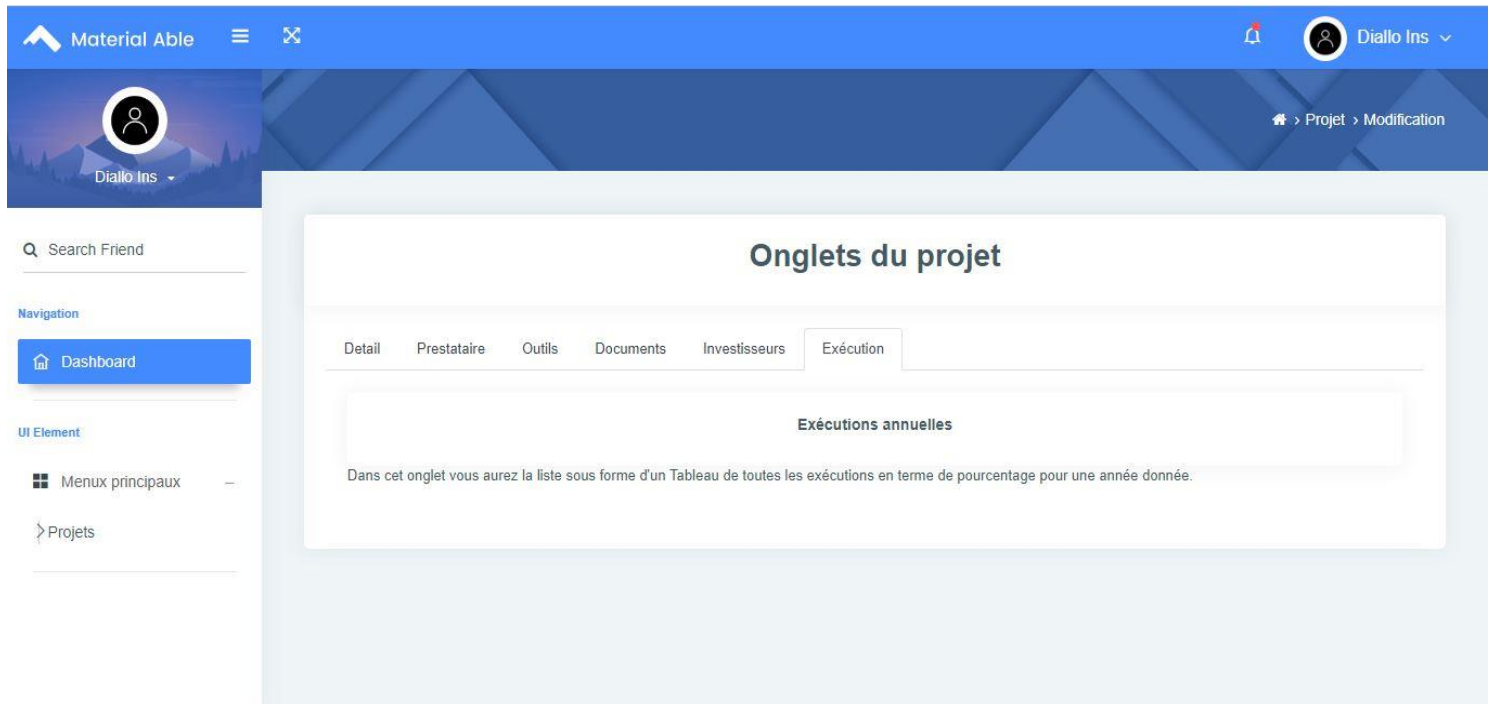 Material Able
Diallo Ins
Diallo Ins
> Projet > Modification
Search Friend
Navigation
Dashboard
UI Element
Menux principaux
Projets
Onglets du projet
Detail Prestataire Outils Documents Investisseurs Exécution
Exécutions annuelles
Dans cet onglet vous aurez la liste sous forme d'un Tableau de toutes les exécutions en terme de pourcentage pour une année donnée.